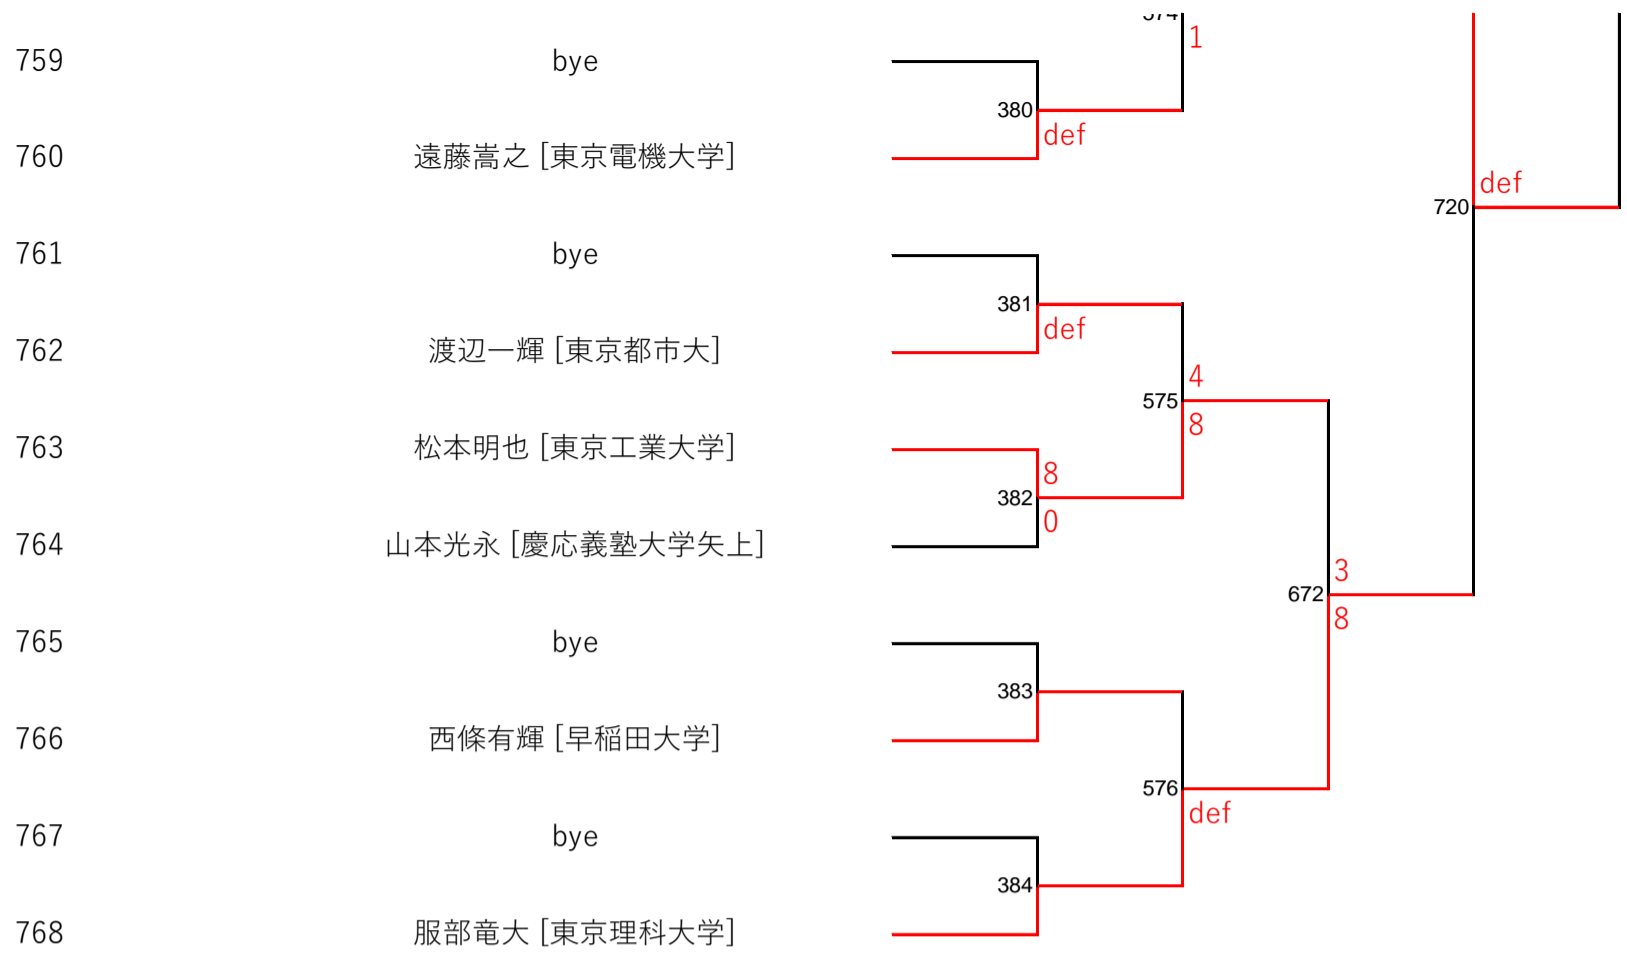 1
759 bye
380
def
760 遠藤嵩之 [東京電機大学]
def
720
761 bye
381
def
762 渡辺一輝 [東京都市大]
4
575
8
763 松本明也 [東京工業大学]
8
382
0
764 山本光永 [慶応義塾大学矢上]
3
672
8
765 bye
383
766 西條有輝 [早稲田大学]
576
def
767 bye
384
768 服部竜大 [東京理科大学]